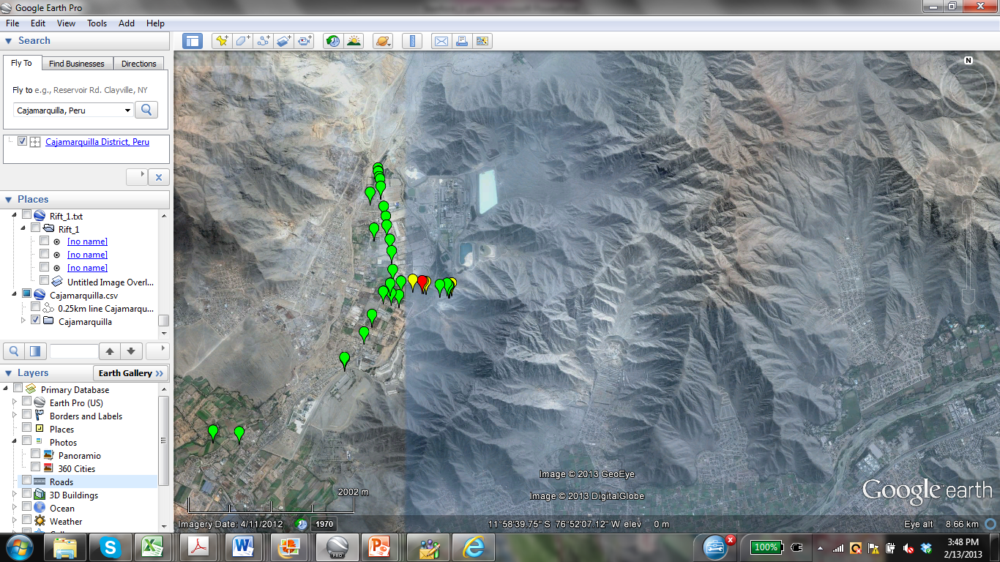 Google Earth Pro
File Edit View Tools Add Help
Search
Fly To Find Businesses Directions
Fly to e.g., Reservoir Rd. Clayville, NY
Cajamarquilla, Peru
Cajamarquilla District, Peru
Places
Rift_1.txt
Rift_1
[no name]
[no name]
[no name]
Untitled Image Overl...
Cajamarquilla.csv
0.25km line Cajamarqu...
Cajamarquilla
Layers Earth Gallery >>
Primary Database
Earth Pro (US)
Borders and Labels
Places
Photos
Panoramio
360 Cities
Roads
3D Buildings
Ocean
Weather
N
Image © 2013 GeoEye
Image © 2013 DigitalGlobe
Google earth
2002 m
Imagery Date: 4/11/2012 1970 11°58'39.75" S 76°52'07.12" W elev 0 m Eye alt 8.66 km
PRO
100%
3:48 PM
2/13/2013